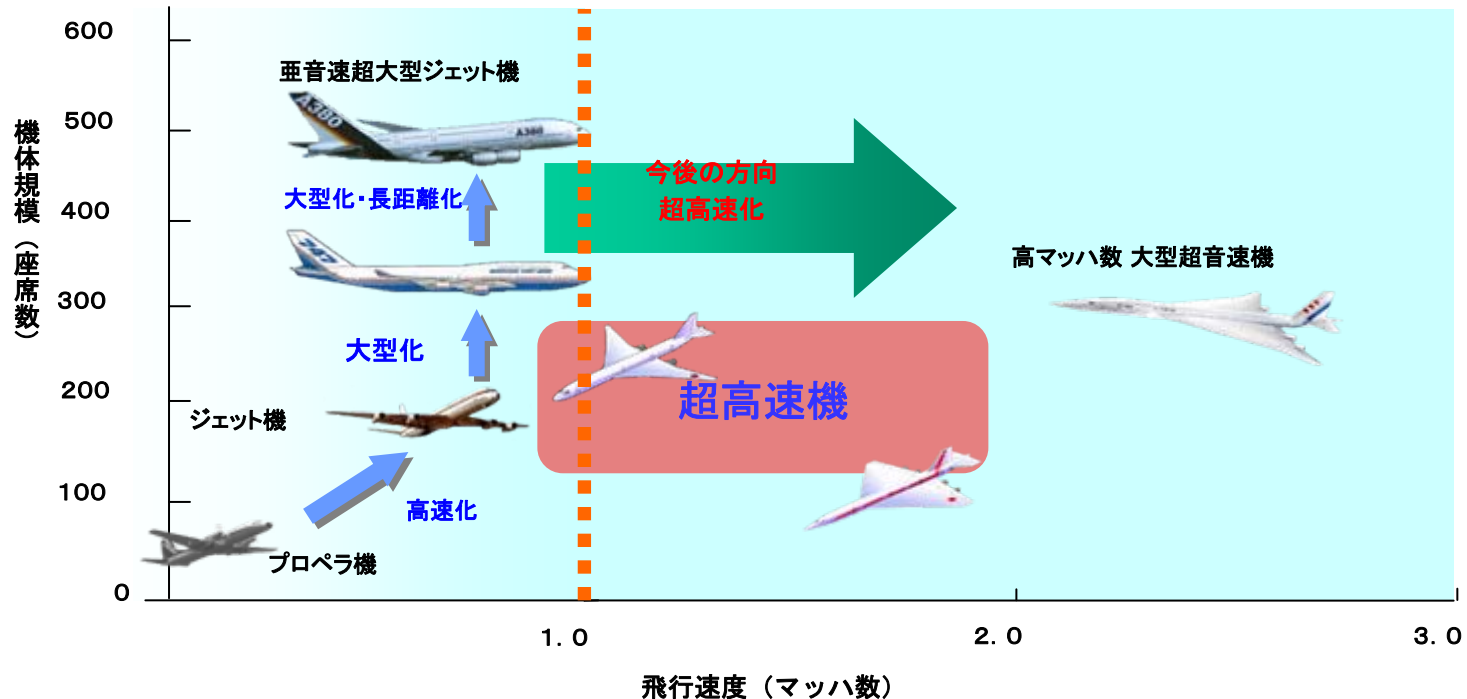 600
亜音速超大型ジェット機
A380
A380
500
機体規模（座席数）
今後の方向
超高速化
大型化・長距離化
400
747
高マッハ数 大型超音速機
300
大型化
超高速機
200
ジェット機
100
高速化
プロペラ機
0
1.0
2.0
3.0
飛行速度（マッハ数）